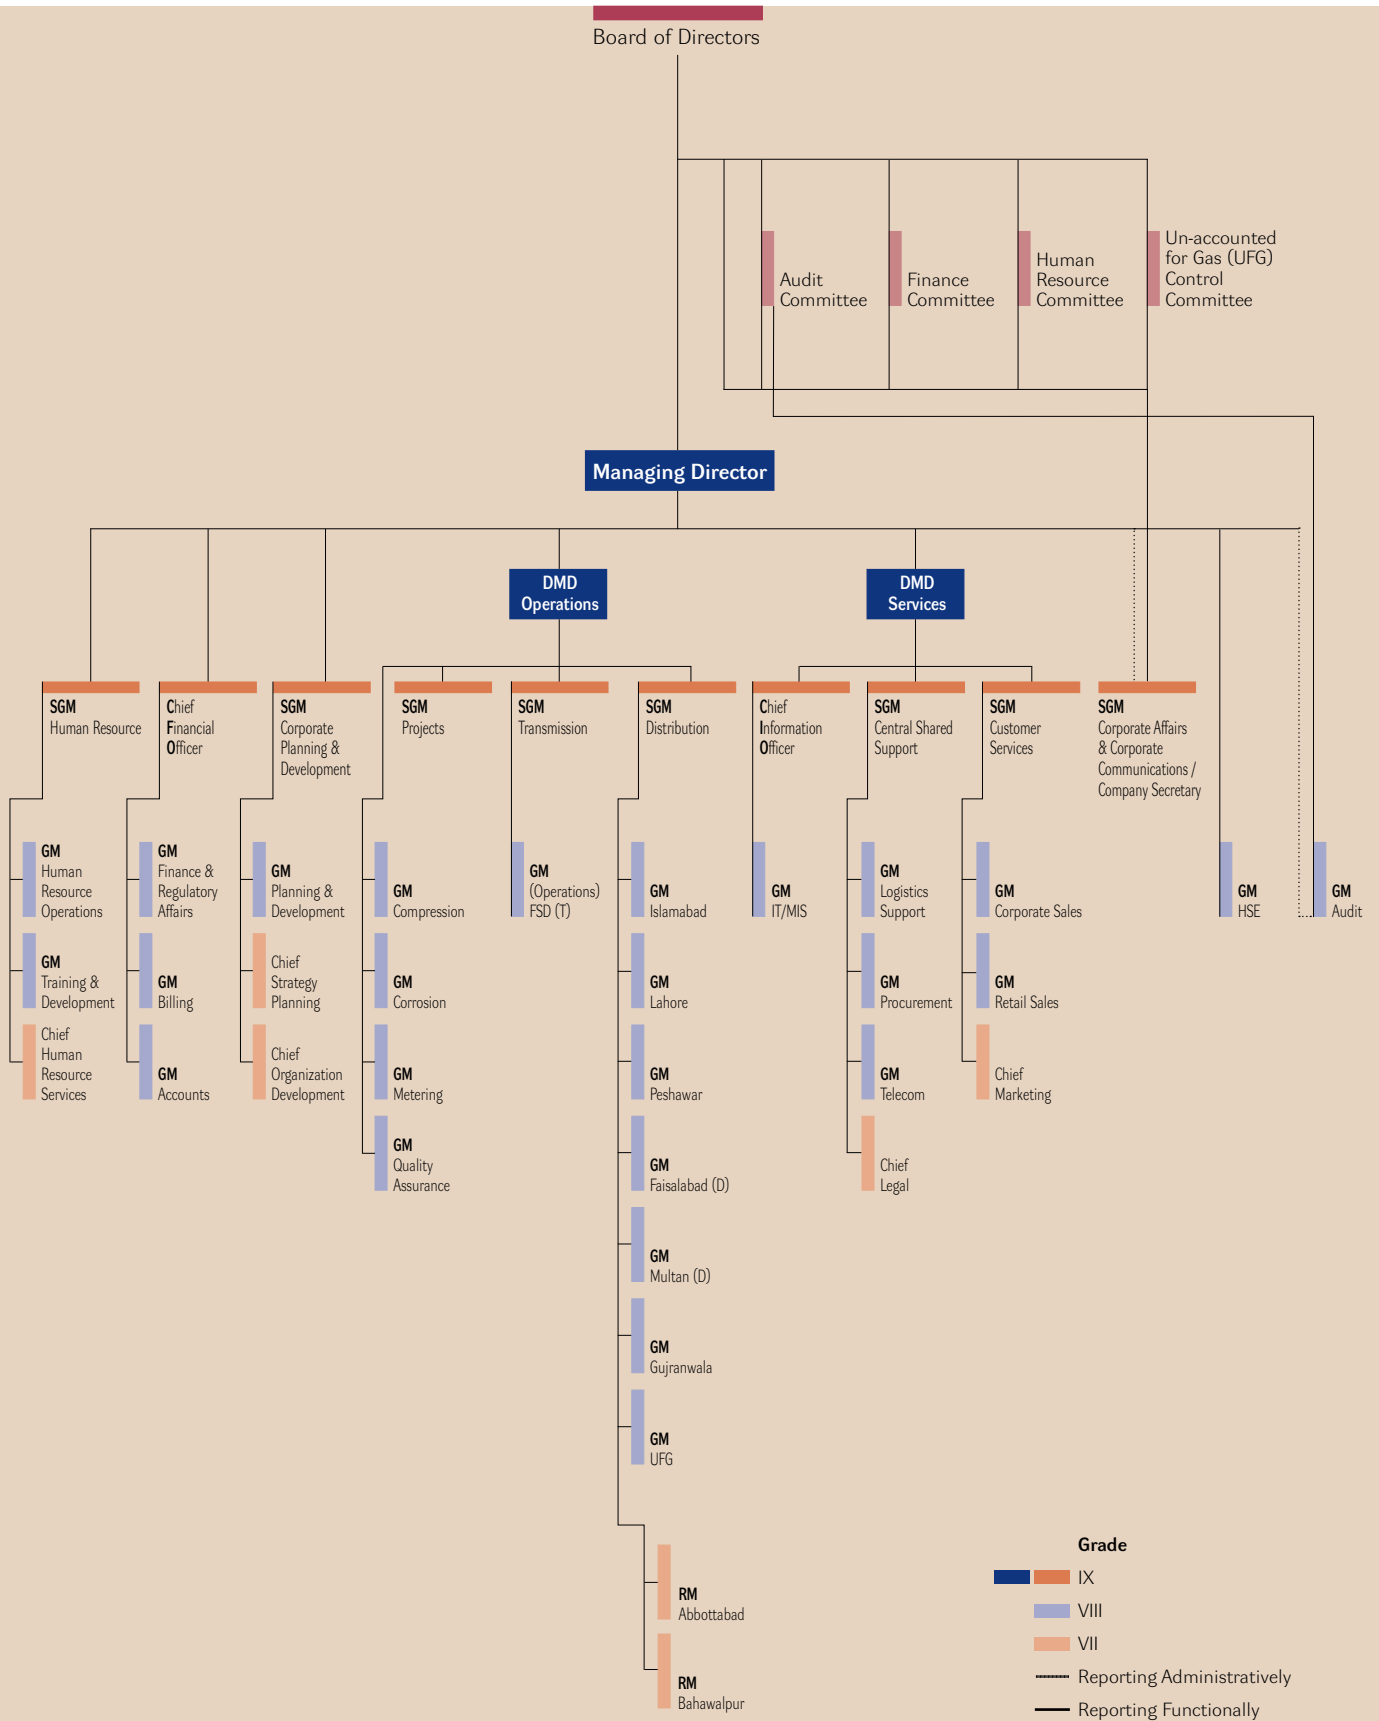 Board of Directors
Audit
Committee
Finance
Committee
Human
Resource
Committee
Un-accounted
for Gas (UFG)
Control
Committee
Managing Director
DMD
Operations
DMD
Services
SGM
Human Resource
Chief
Financial
Officer
SGM
Corporate
Planning &
Development
SGM
Projects
SGM
Transmission
SGM
Distribution
Chief
Information
Officer
SGM
Central Shared
Support
SGM
Customer
Services
SGM
Corporate Affairs
& Corporate
Communications /
Company Secretary
GM
Human
Resource
Operations
GM
Training &
Development
Chief
Human
Resource
Services
GM
Finance &
Regulatory
Affairs
GM
Billing
GM
Accounts
GM
Planning &
Development
Chief
Strategy
Planning
Chief
Organization
Development
GM
Compression
GM
Corrosion
GM
Metering
GM
Quality
Assurance
GM
(Operations)
FSD (T)
GM
Islamabad
GM
Lahore
GM
Peshawar
GM
Faisalabad (D)
GM
Multan (D)
GM
Gujranwala
GM
UFG
RM
Abbottabad
RM
Bahawalpur
GM
IT/MIS
GM
Logistics
Support
GM
Procurement
GM
Telecom
Chief
Legal
GM
Corporate Sales
GM
Retail Sales
Chief
Marketing
GM
HSE
GM
Audit
Grade
IX
VIII
VII
Reporting Administratively
Reporting Functionally